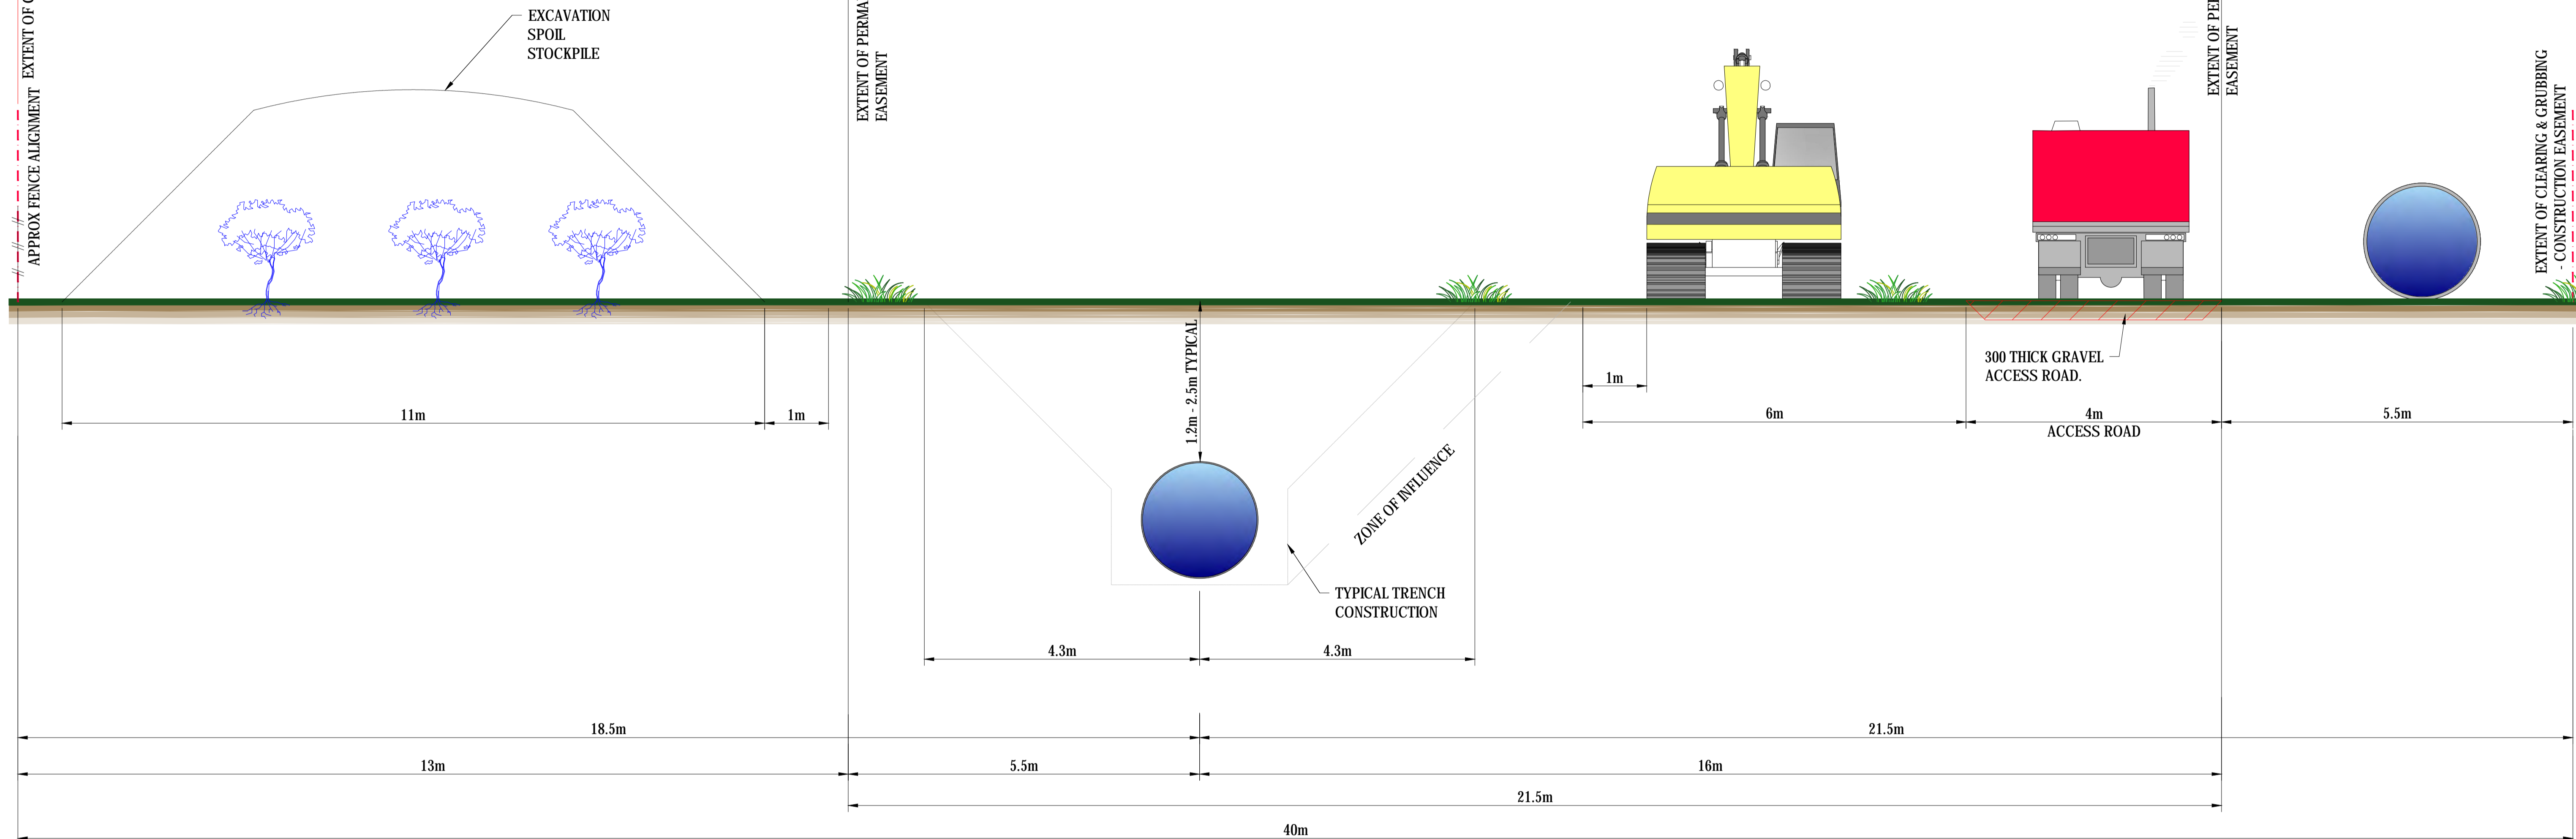 EXTENT OF
APPROX FENCE ALIGNMENT
EXCAVATION
SPOIL
STOCKPILE
EXTENT OF
EASEMENT
EXTENT OF
EASEMENT
EXTENT OF CLEARING & GRUBBING
- CONSTRUCTION EASEMENT
1.2m - 2.5m TYPICAL
300 THICK GRAVEL
ACCESS ROAD.
1m
11m
1m
6m
4m
5.5m
ACCESS ROAD
ZONE OF INFLUENCE
TYPICAL TRENCH
CONSTRUCTION
4.3m
4.3m
18.5m
21.5m
13m
5.5m
16m
21.5m
40m